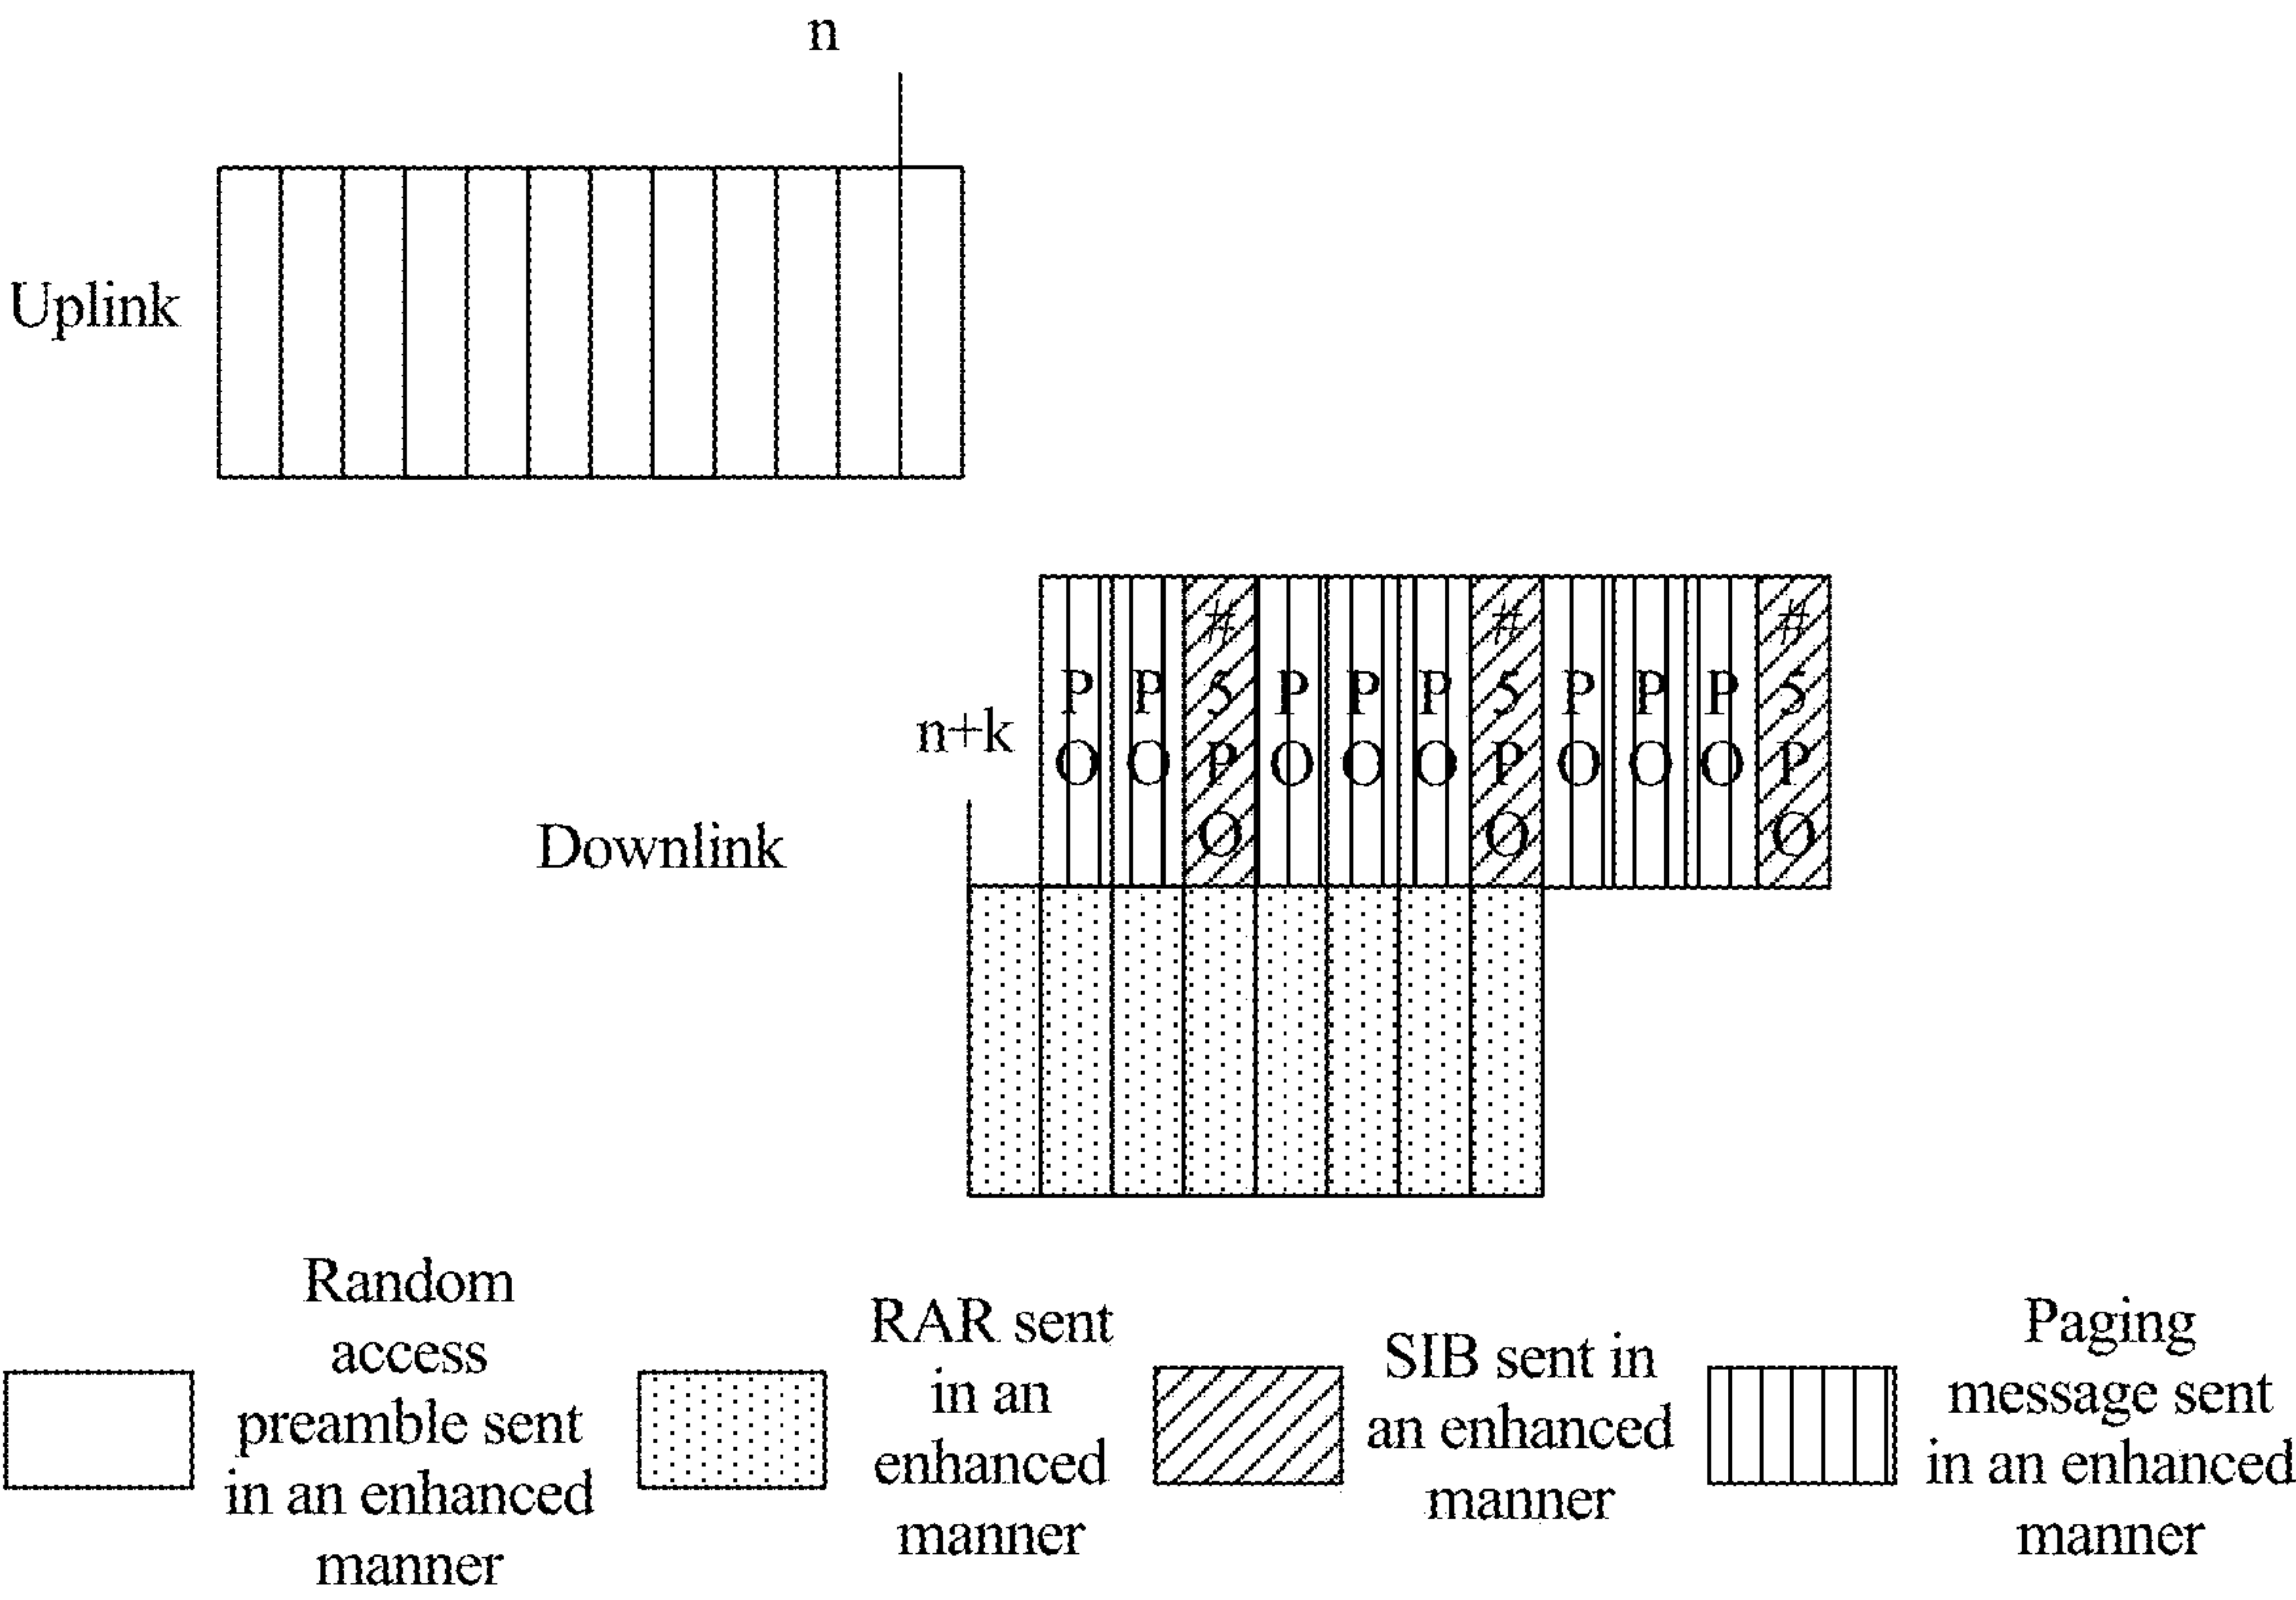 n
Uplink
n+k
P O
P O
# 5 P O
P O
P O
P O
# 5 P O
P O
P O
P O
# 5 P O
Downlink
Random
access
preamble sent
in an enhanced
manner
RAR sent
in an
enhanced
manner
SIB sent in
an enhanced
manner
Paging
message sent
in an enhanced
manner